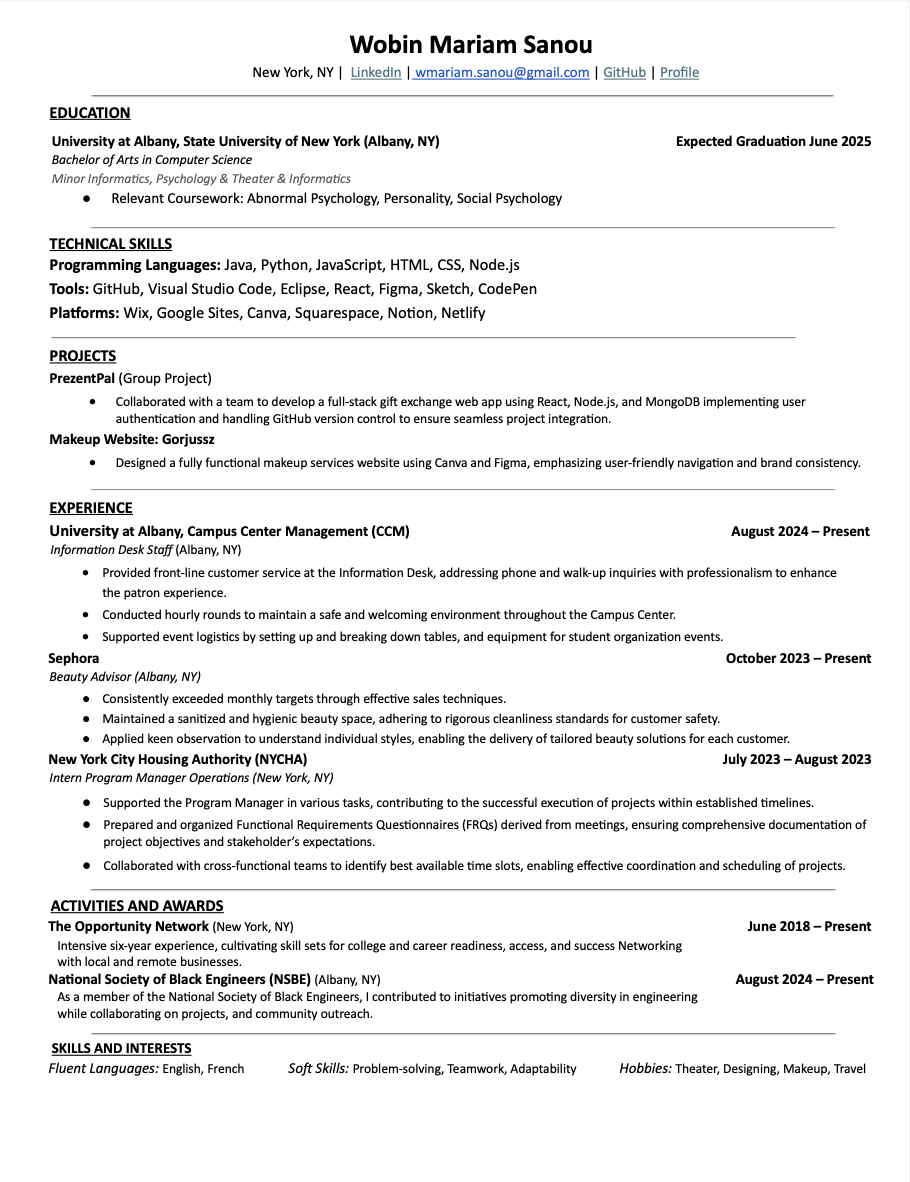 Wobin Mariam Sanou
New York, NY | LinkedIn | wmariam.sanou@gmail.com | GitHub | Profile
EDUCATION
University at Albany, State University of New York (Albany, NY) Expected Graduation June 2025
Bachelor of Arts in Computer Science
Minor Informatics, Psychology & Theater & Informatics
● Relevant Coursework: Abnormal Psychology, Personality, Social Psychology
TECHNICAL SKILLS
Programming Languages: Java, Python, JavaScript, HTML, CSS, Node.js
Tools: GitHub, Visual Studio Code, Eclipse, React, Figma, Sketch, CodePen
Platforms: Wix, Google Sites, Canva, Squarespace, Notion, Netlify
PROJECTS
PrezentPal (Group Project)
● Collaborated with a team to develop a full-stack gift exchange web app using React, Node.js, and MongoDB implementing user
authentication and handling GitHub version control to ensure seamless project integration.
Makeup Website: Gorjussz
● Designed a fully functional makeup services website using Canva and Figma, emphasizing user-friendly navigation and brand consistency.
EXPERIENCE
University at Albany, Campus Center Management (CCM) August 2024 – Present
Information Desk Staff (Albany, NY)
● Provided front-line customer service at the Information Desk, addressing phone and walk-up inquiries with professionalism to enhance
the patron experience.
● Conducted hourly rounds to maintain a safe and welcoming environment throughout the Campus Center.
● Supported event logistics by setting up and breaking down tables, and equipment for student organization events.
Sephora October 2023 – Present
Beauty Advisor (Albany, NY)
● Consistently exceeded monthly targets through effective sales techniques.
● Maintained a sanitized and hygienic beauty space, adhering to rigorous cleanliness standards for customer safety.
● Applied keen observation to understand individual styles, enabling the delivery of tailored beauty solutions for each customer.
New York City Housing Authority (NYCHA) July 2023 – August 2023
Intern Program Manager Operations (New York, NY)
● Supported the Program Manager in various tasks, contributing to the successful execution of projects within established timelines.
● Prepared and organized Functional Requirements Questionnaires (FRQs) derived from meetings, ensuring comprehensive documentation of
project objectives and stakeholder’s expectations.
● Collaborated with cross-functional teams to identify best available time slots, enabling effective coordination and scheduling of projects.
ACTIVITIES AND AWARDS
The Opportunity Network (New York, NY) June 2018 – Present
Intensive six-year experience, cultivating skill sets for college and career readiness, access, and success Networking
with local and remote businesses.
National Society of Black Engineers (NSBE) (Albany, NY) August 2024 – Present
As a member of the National Society of Black Engineers, I contributed to initiatives promoting diversity in engineering
while collaborating on projects, and community outreach.
SKILLS AND INTERESTS
Fluent Languages: English, French Soft Skills: Problem-solving, Teamwork, Adaptability Hobbies: Theater, Designing, Makeup, Travel